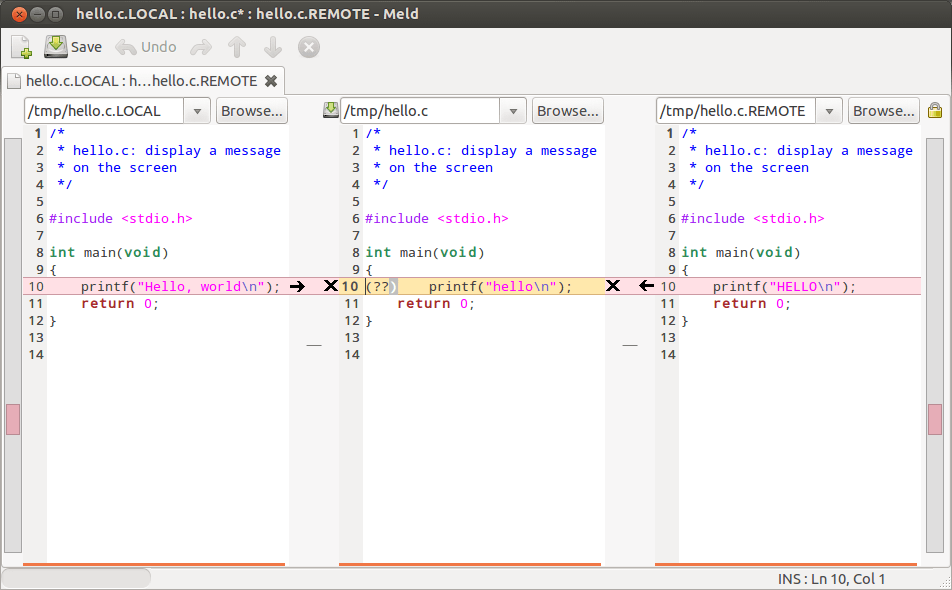 hello.c.LOCAL : hello.c* : hello.c.REMOTE - Meld
Save Undo
hello.c.LOCAL : h...hello.c.REMOTE
/tmp/hello.c.LOCAL Browse... /tmp/hello.c Browse... /tmp/hello.c.REMOTE Browse...
1 /*
2  * hello.c: display a message
3  * on the screen
4  */
5
6 #include <stdio.h>
7
8 int main(void)
9 {
10     printf("Hello, world\n");
11     return 0;
12 }
13
14
1 /*
2  * hello.c: display a message
3  * on the screen
4  */
5
6 #include <stdio.h>
7
8 int main(void)
9 {
10 (??)    printf("hello\n");
11     return 0;
12 }
13
14
1 /*
2  * hello.c: display a message
3  * on the screen
4  */
5
6 #include <stdio.h>
7
8 int main(void)
9 {
10     printf("HELLO\n");
11     return 0;
12 }
13
14
INS : Ln 10, Col 1